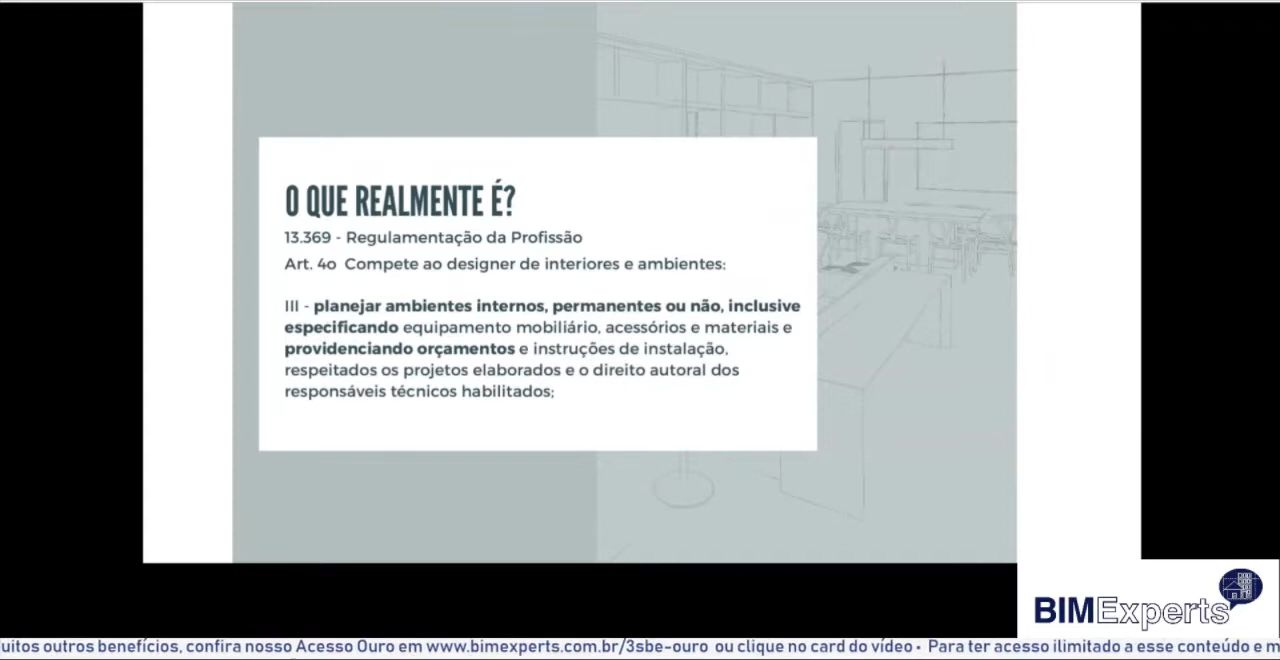 O QUE REALMENTE É?
13.369 - Regulamentação da Profissão
Art. 4o Compete ao designer de interiores e ambientes:
III - planejar ambientes internos, permanentes ou não, inclusive
especificando equipamento mobiliário, acessórios e materiais e
providenciando orçamentos e instruções de instalação,
respeitados os projetos elaborados e o direito autoral dos
responsáveis técnicos habilitados;
BIMExperts
uitos outros benefícios, confira nosso Acesso Ouro em www.bimexperts.com.br/3sbe-ouro ou clique no card do vídeo • Para ter acesso ilimitado a esse conteúdo e m